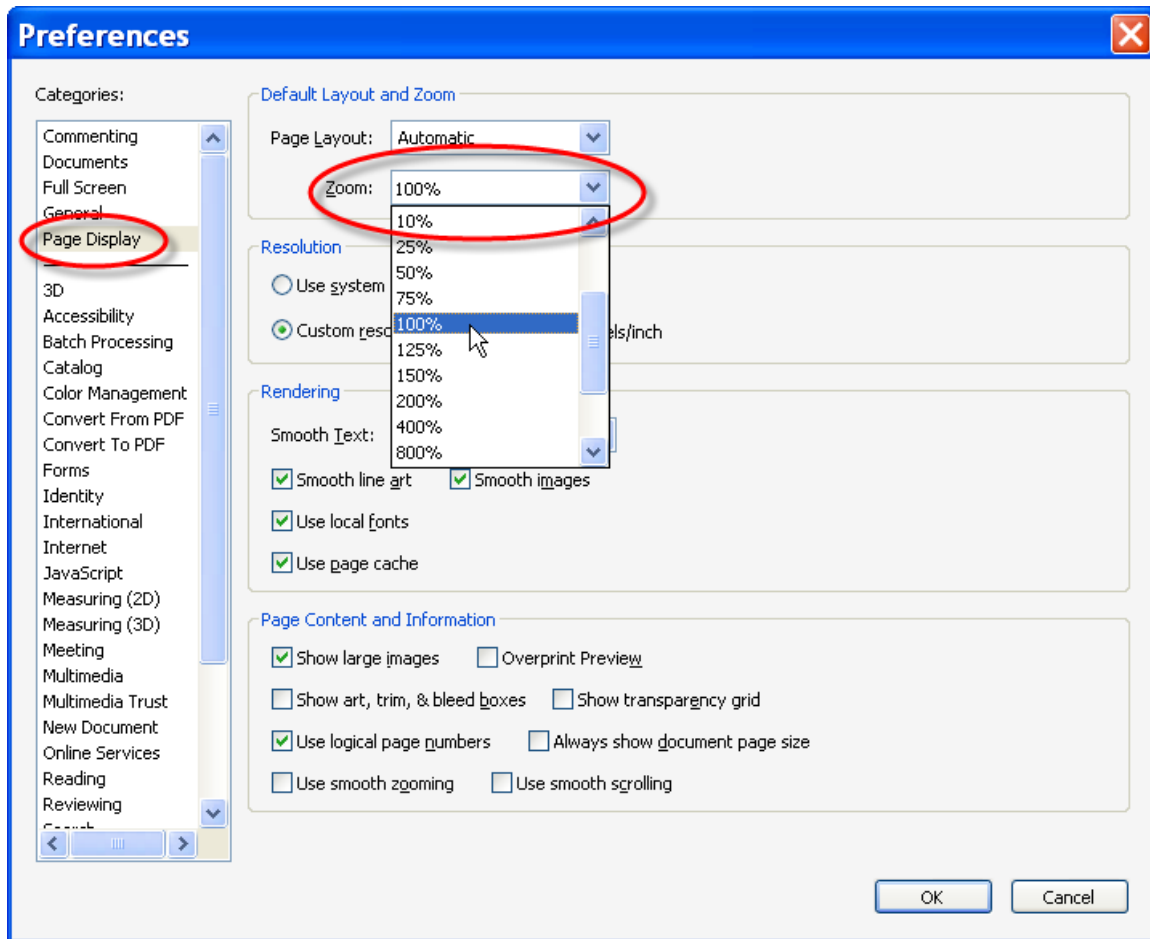 Preferences
Categories:
Commenting
Documents
Full Screen
General
Page Display
3D
Accessibility
Batch Processing
Catalog
Color Management
Convert From PDF
Convert To PDF
Forms
Identity
International
Internet
JavaScript
Measuring (2D)
Measuring (3D)
Meeting
Multimedia
Multimedia Trust
New Document
Online Services
Reading
Reviewing
Default Layout and Zoom
Page Layout: Automatic
Zoom: 100%
10%
25%
50%
75%
100%
125%
150%
200%
400%
800%
Resolution
Use system
Custom
Rendering
Smooth Text:
Smooth line art Smooth images
Use local fonts
Use page cache
Page Content and Information
Show large images Overprint Preview
Show art, trim, & bleed boxes Show transparency grid
Use logical page numbers Always show document page size
Use smooth zooming Use smooth scrolling
OK Cancel